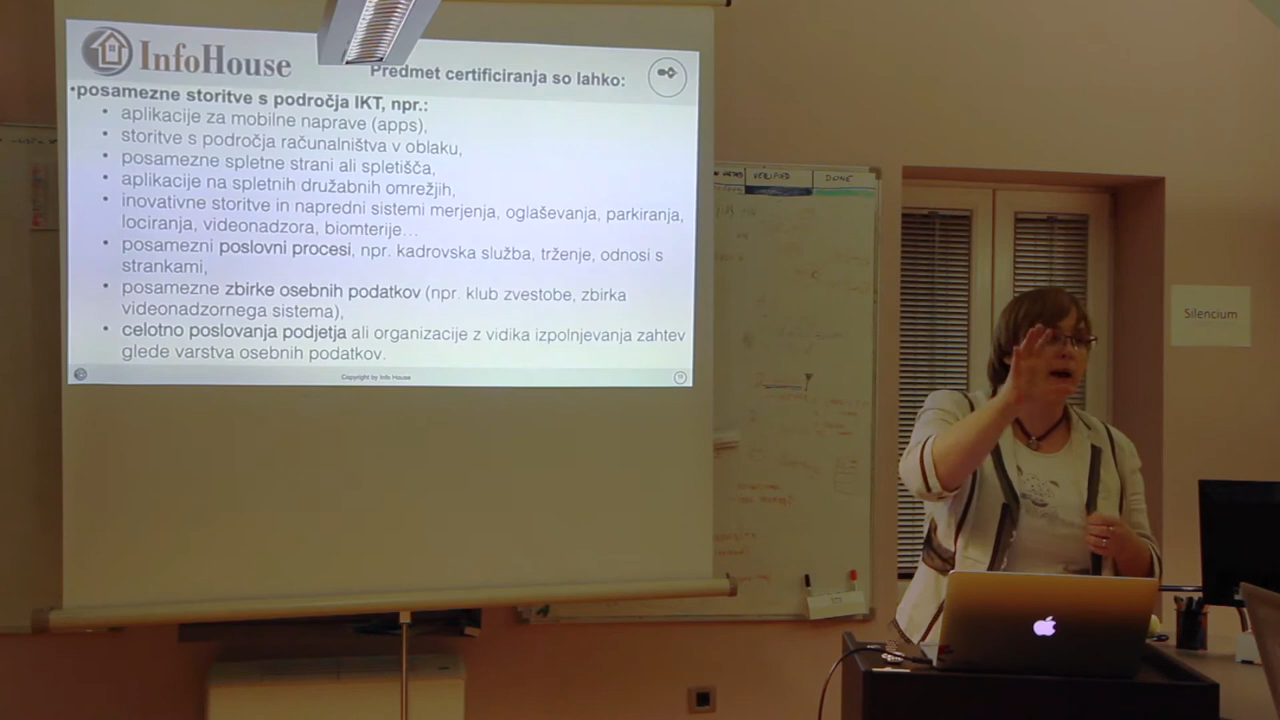 InfoHouse
Predmet certificiranja so lahko:
•posamezne storitve s področja IKT, npr.:
• aplikacije za mobilne naprave (apps),
• storitve s področja računalništva v oblaku,
• posamezne spletne strani ali spletišča,
• aplikacije na spletnih družabnih omrežjih,
• inovativne storitve in napredni sistemi merjenja, oglaševanja, parkiranja,
lociranja, videonadzora, biomterije…
• posamezni poslovni procesi, npr. kadrovska služba, trženje, odnosi s
strankami,
• posamezne zbirke osebnih podatkov (npr. klub zvestobe, zbirka
videonadzornega sistema),
• celotno poslovanja podjetja ali organizacije z vidika izpolnjevanja zahtev
glede varstva osebnih podatkov.
Copyright by Info House
VERIFIED
DONE
Silencium